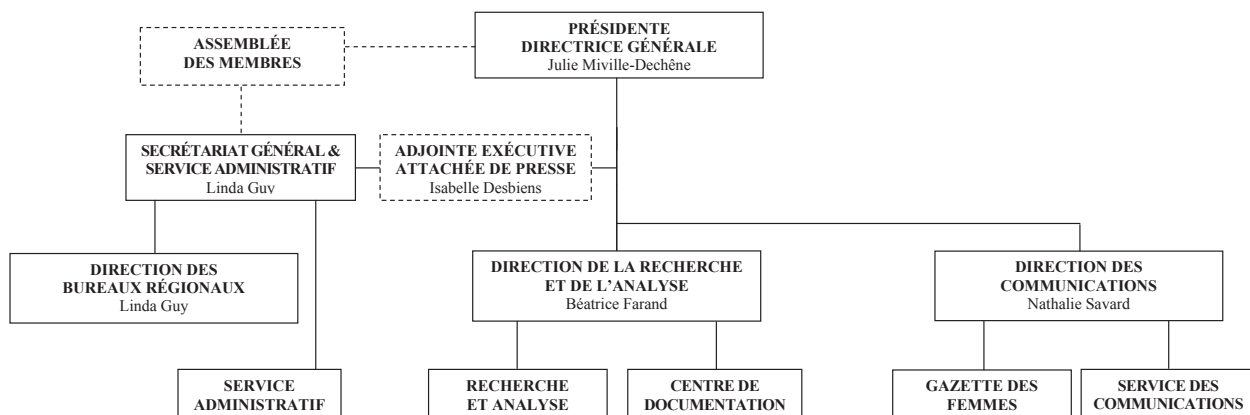 PRÉSIDENTE
DIRECTRICE GÉNÉRALE
Julie Miville-Dechêne
ASSEMBLÉE
DES MEMBRES
SECRÉTARIAT GÉNÉRAL &
SERVICE ADMINISTRATIF
Linda Guy
ADJOINTE EXÉCUTIVE
ATTACHÉE DE PRESSE
Isabelle Desbiens
DIRECTION DES
BUREAUX RÉGIONAUX
Linda Guy
DIRECTION DE LA RECHERCHE
ET DE L'ANALYSE
Béatrice Farand
DIRECTION DES
COMMUNICATIONS
Nathalie Savard
SERVICE
ADMINISTRATIF
RECHERCHE
ET ANALYSE
CENTRE DE
DOCUMENTATION
GAZETTE DES
FEMMES
SERVICE DES
COMMUNICATIONS